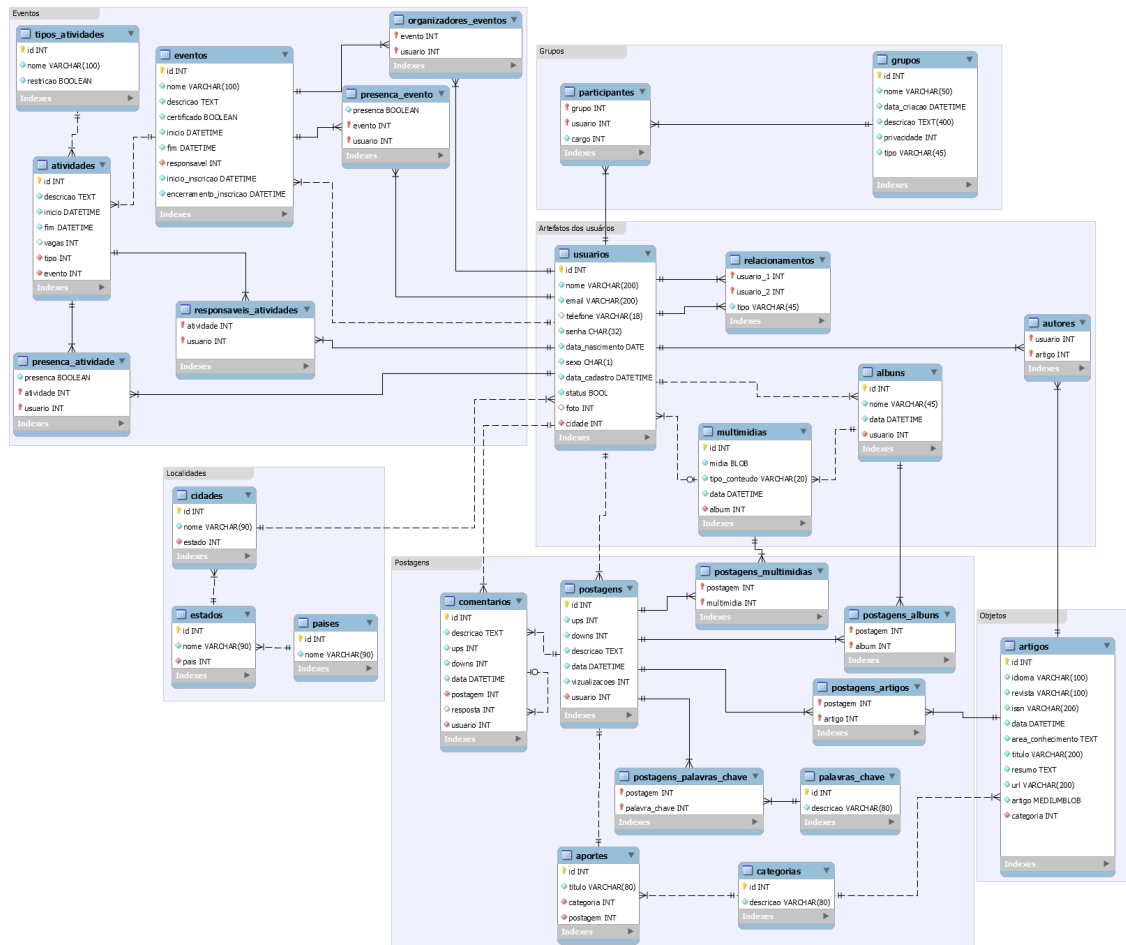 Eventos
tipos_atividades
id INT
nome VARCHAR(100)
restricao BOOLEAN
Indexes
eventos
id INT
nome VARCHAR(100)
descricao TEXT
certificado BOOLEAN
inicio DATETIME
fim DATETIME
responsavel INT
inicio_inscricao DATETIME
encerramento_inscricao DATETIME
Indexes
organizadores_eventos
evento INT
usuario INT
Indexes
presenca_evento
presenca BOOLEAN
evento INT
usuario INT
Indexes
atividades
id INT
descricao TEXT
inicio DATETIME
fim DATETIME
vagas INT
tipo INT
evento INT
Indexes
responsaveis_atividades
atividade INT
usuario INT
Indexes
presenca_atividade
presenca BOOLEAN
atividade INT
usuario INT
Indexes
Grupos
participantes
grupo INT
usuario INT
cargo INT
Indexes
grupos
id INT
nome VARCHAR(50)
data_criacao DATETIME
descricao TEXT(400)
privacidade INT
tipo VARCHAR(45)
Indexes
Artefatos dos usuários
usuarios
id INT
nome VARCHAR(200)
email VARCHAR(200)
telefone VARCHAR(18)
senha CHAR(32)
data_nascimento DATE
sexo CHAR(1)
data_cadastro DATETIME
status BOOL
foto INT
cidade INT
Indexes
relacionamentos
usuario_1 INT
usuario_2 INT
tipo VARCHAR(45)
Indexes
autores
usuario INT
artigo INT
Indexes
albuns
id INT
nome VARCHAR(45)
data DATETIME
usuario INT
Indexes
multimidias
id INT
midia BLOB
tipo_conteudo VARCHAR(20)
data DATETIME
album INT
Indexes
Localidades
cidades
id INT
nome VARCHAR(90)
estado INT
Indexes
estados
id INT
nome VARCHAR(90)
pais INT
Indexes
paises
id INT
nome VARCHAR(90)
Indexes
Postagens
comentarios
id INT
descricao TEXT
ups INT
downs INT
data DATETIME
postagem INT
resposta INT
usuario INT
Indexes
postagens
id INT
ups INT
downs INT
descricao TEXT
data DATETIME
vizualizacoes INT
usuario INT
Indexes
postagens_multimidias
postagem INT
multimidia INT
Indexes
postagens_albuns
postagem INT
album INT
Indexes
postagens_artigos
postagem INT
artigo INT
Indexes
postagens_palavras_chave
postagem INT
palavra_chave INT
Indexes
palavras_chave
id INT
descricao VARCHAR(80)
Indexes
aportes
id INT
titulo VARCHAR(80)
categoria INT
postagem INT
Indexes
categorias
id INT
descricao VARCHAR(80)
Indexes
Objetos
artigos
id INT
idioma VARCHAR(100)
revista VARCHAR(100)
issn VARCHAR(200)
data DATETIME
area_conhecimento TEXT
titulo VARCHAR(200)
resumo TEXT
url VARCHAR(200)
artigo MEDIUMBLOB
categoria INT
Indexes